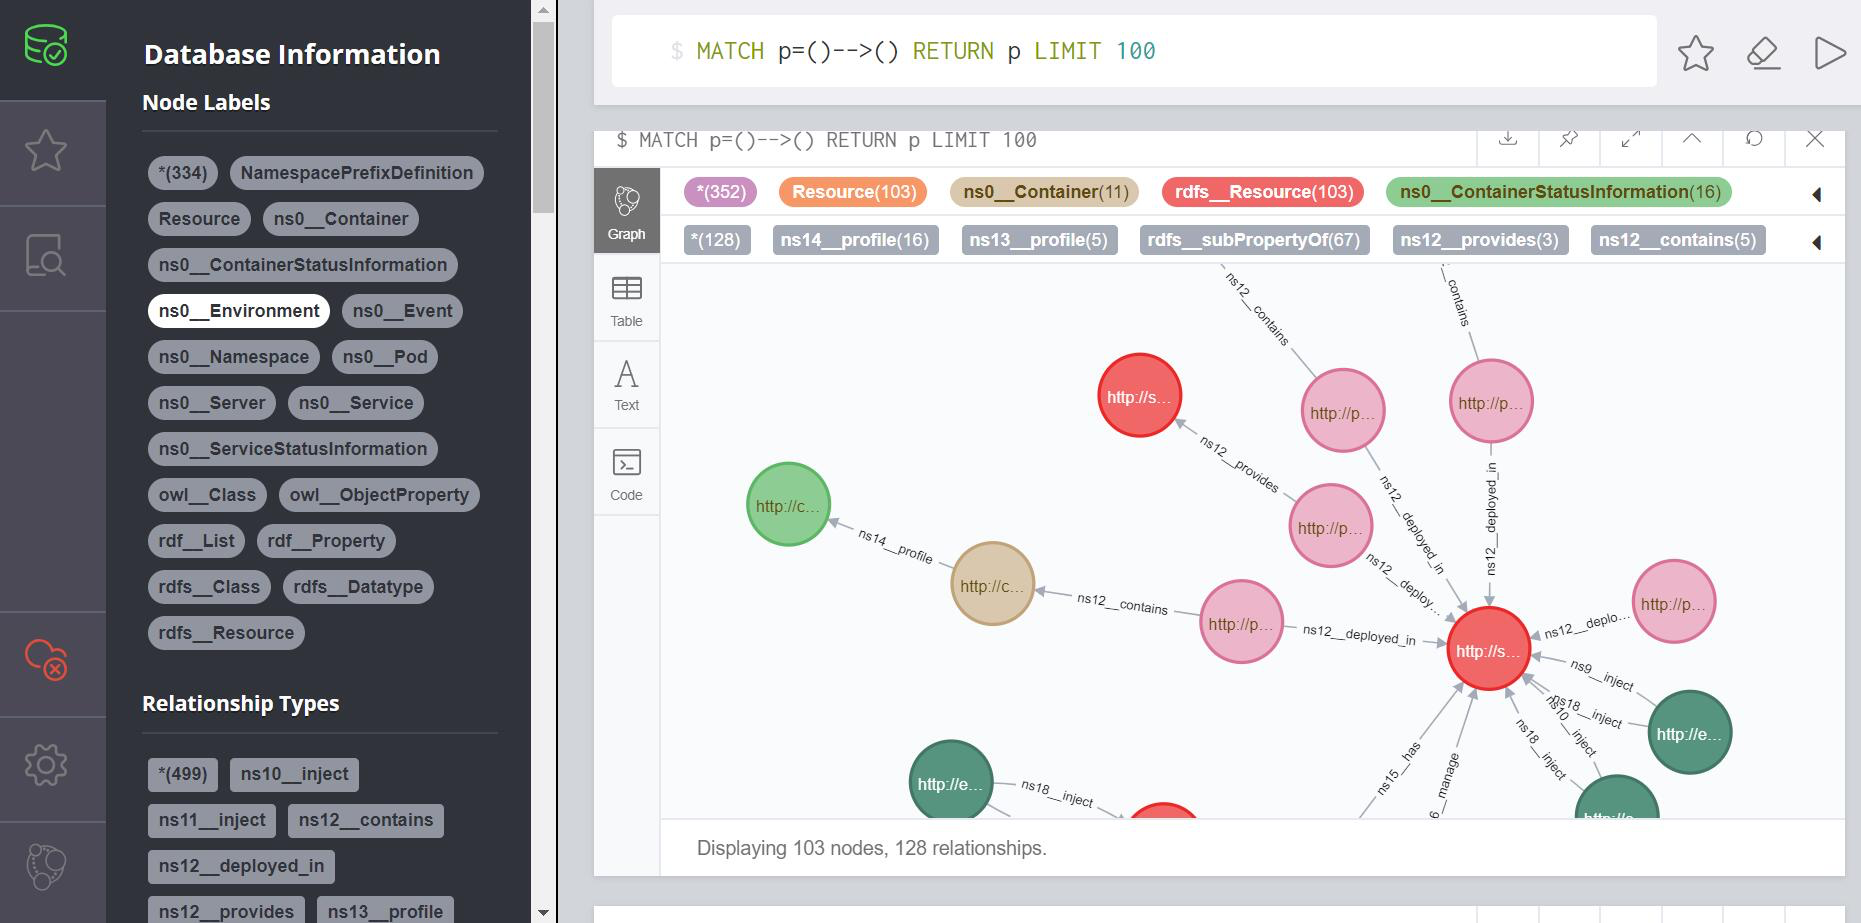 Database Information
Node Labels
*(334) NamespacePrefixDefinition
Resource ns0__Container
ns0__ContainerStatusInformation
ns0__Environment ns0__Event
ns0__Namespace ns0__Pod
ns0__Server ns0__Service
ns0__ServiceStatusInformation
owl__Class owl__ObjectProperty
rdf__List rdf__Property
rdfs__Class rdfs__Datatype
rdfs__Resource
Relationship Types
*(499) ns10__inject
ns11__inject ns12__contains
ns12__deployed_in
ns12__provides ns13__profile
$ MATCH p=()-->() RETURN p LIMIT 100
$ MATCH p=()-->() RETURN p LIMIT 100
Graph
Table
Text
Code
*(352) Resource(103) ns0__Container(11) rdfs__Resource(103) ns0__ContainerStatusInformation(16)
*(128) ns14__profile(16) ns13__profile(5) rdfs__subPropertyOf(67) ns12__provides(3) ns12__contains(5)
ns12__contains
contains
http://s...
http://p...
http://p...
ns12__provides
ns12__deployed_in
ns12__deployed_in
http://c...
http://p...
ns14__profile
ns12__deploy...
http://c...
ns12__contains
http://p...
ns12__deployed_in
http://s...
ns12__deplo...
http://p...
ns9__inject
ns18__inject
ns10__inject
ns18__inject
http://e...
ns15__has
6__manage
http://e...
ns18__inject
Displaying 103 nodes, 128 relationships.